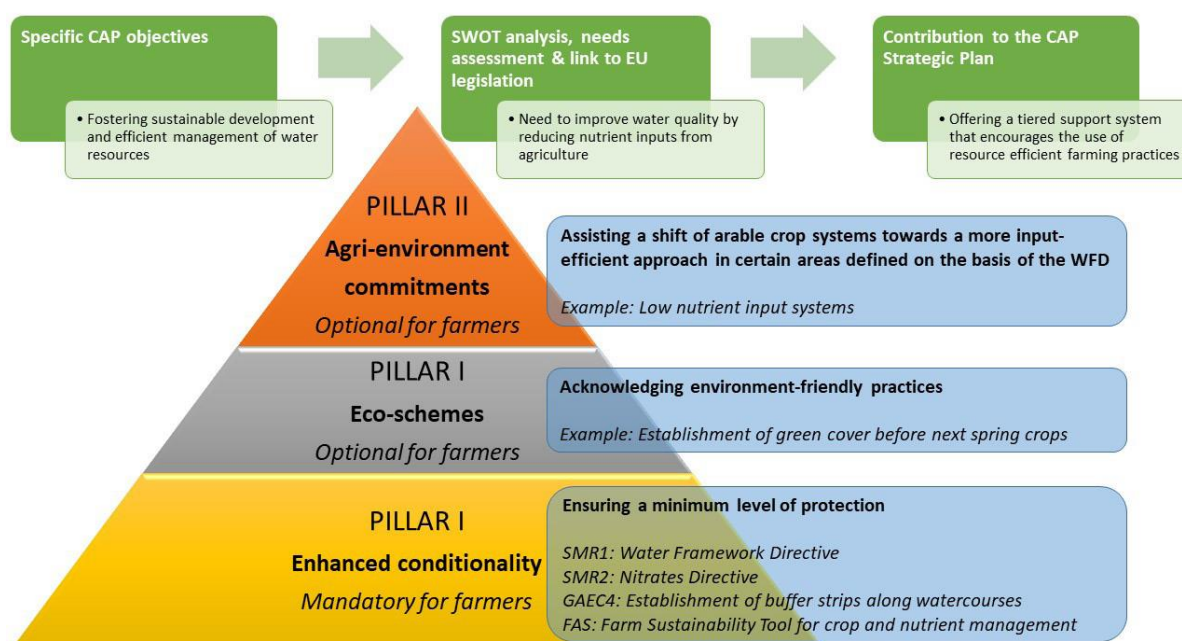 Specific CAP objectives
• Fostering sustainable development
and efficient management of water
resources
SWOT analysis, needs
assessment & link to EU
legislation
• Need to improve water quality by
reducing nutrient inputs from
agriculture
Contribution to the CAP
Strategic Plan
• Offering a tiered support system
that encourages the use of
resource efficient farming practices
PILLAR II
Agri-environment
commitments
Optional for farmers
Assisting a shift of arable crop systems towards a more input-
efficient approach in certain areas defined on the basis of the WFD
Example: Low nutrient input systems
PILLAR I
Eco-schemes
Optional for farmers
Acknowledging environment-friendly practices
Example: Establishment of green cover before next spring crops
PILLAR I
Enhanced conditionality
Mandatory for farmers
Ensuring a minimum level of protection
SMR1: Water Framework Directive
SMR2: Nitrates Directive
GAEC4: Establishment of buffer strips along watercourses
FAS: Farm Sustainability Tool for crop and nutrient management